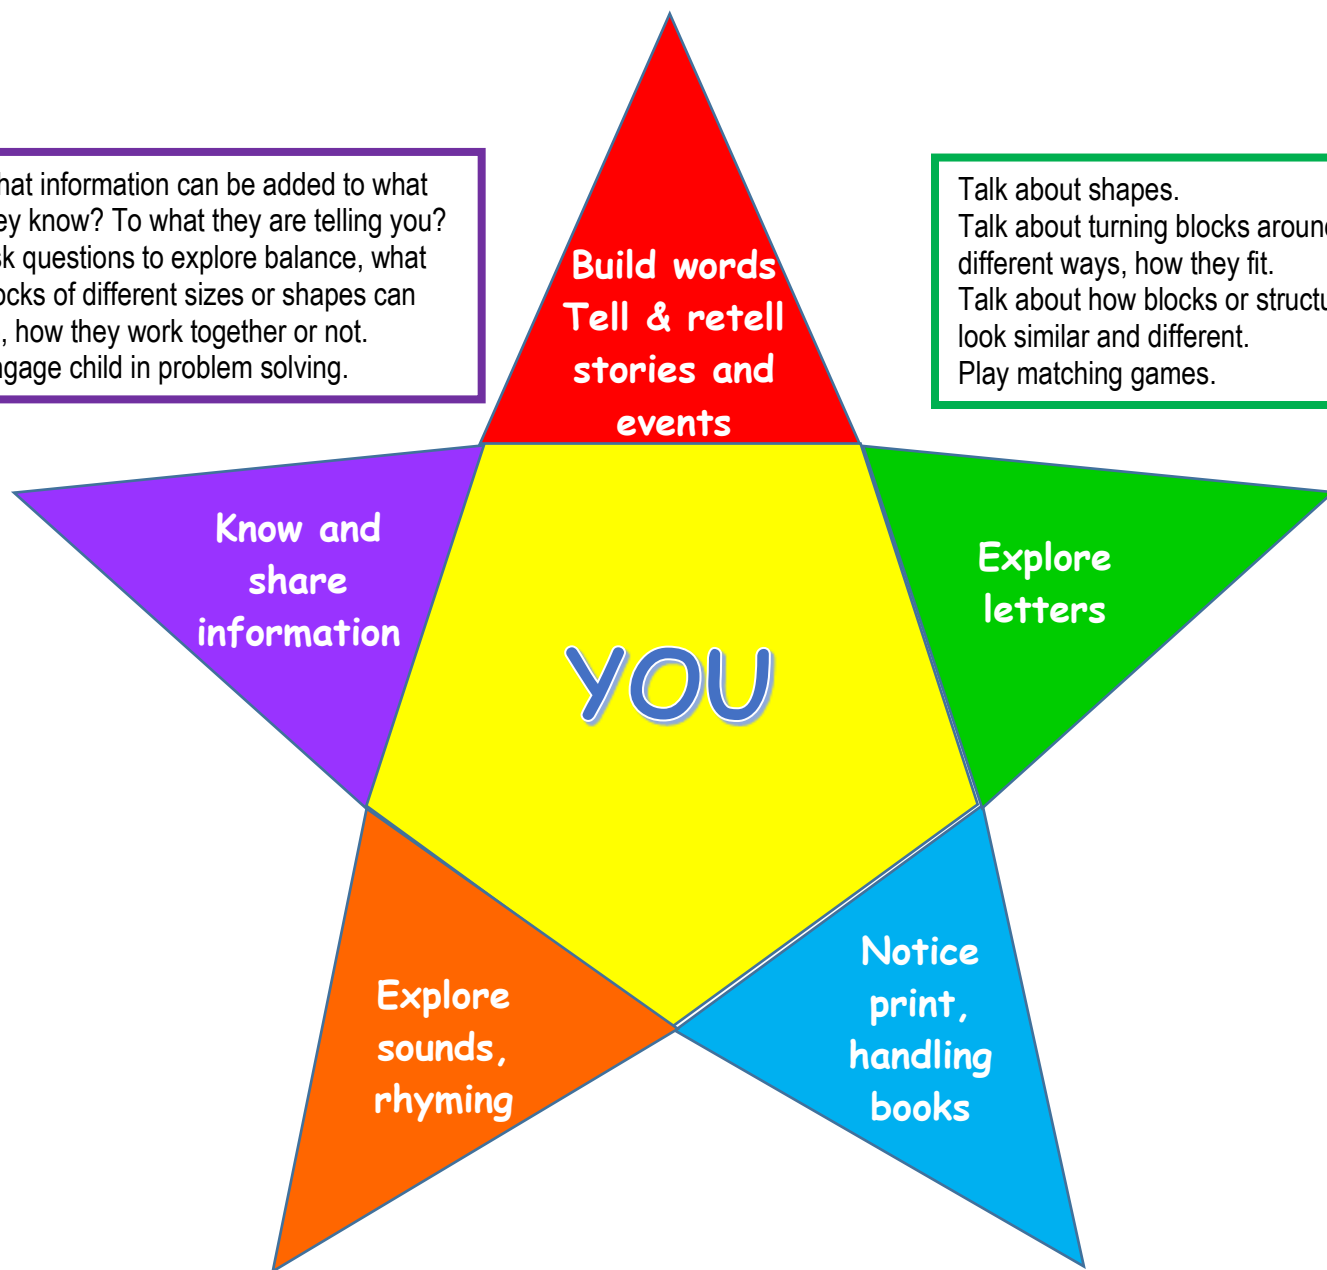 hat information can be added to what
ey know? To what they are telling you?
sk questions to explore balance, what
ocks of different sizes or shapes can
, how they work together or not.
ngage child in problem solving.
Talk about shapes.
Talk about turning blocks around
different ways, how they fit.
Talk about how blocks or structu
look similar and different.
Play matching games.
Build words
Tell & retell
stories and
events
Know and
share
information
Explore
letters
YOU
Explore
sounds,
rhyming
Notice
print,
handling
books